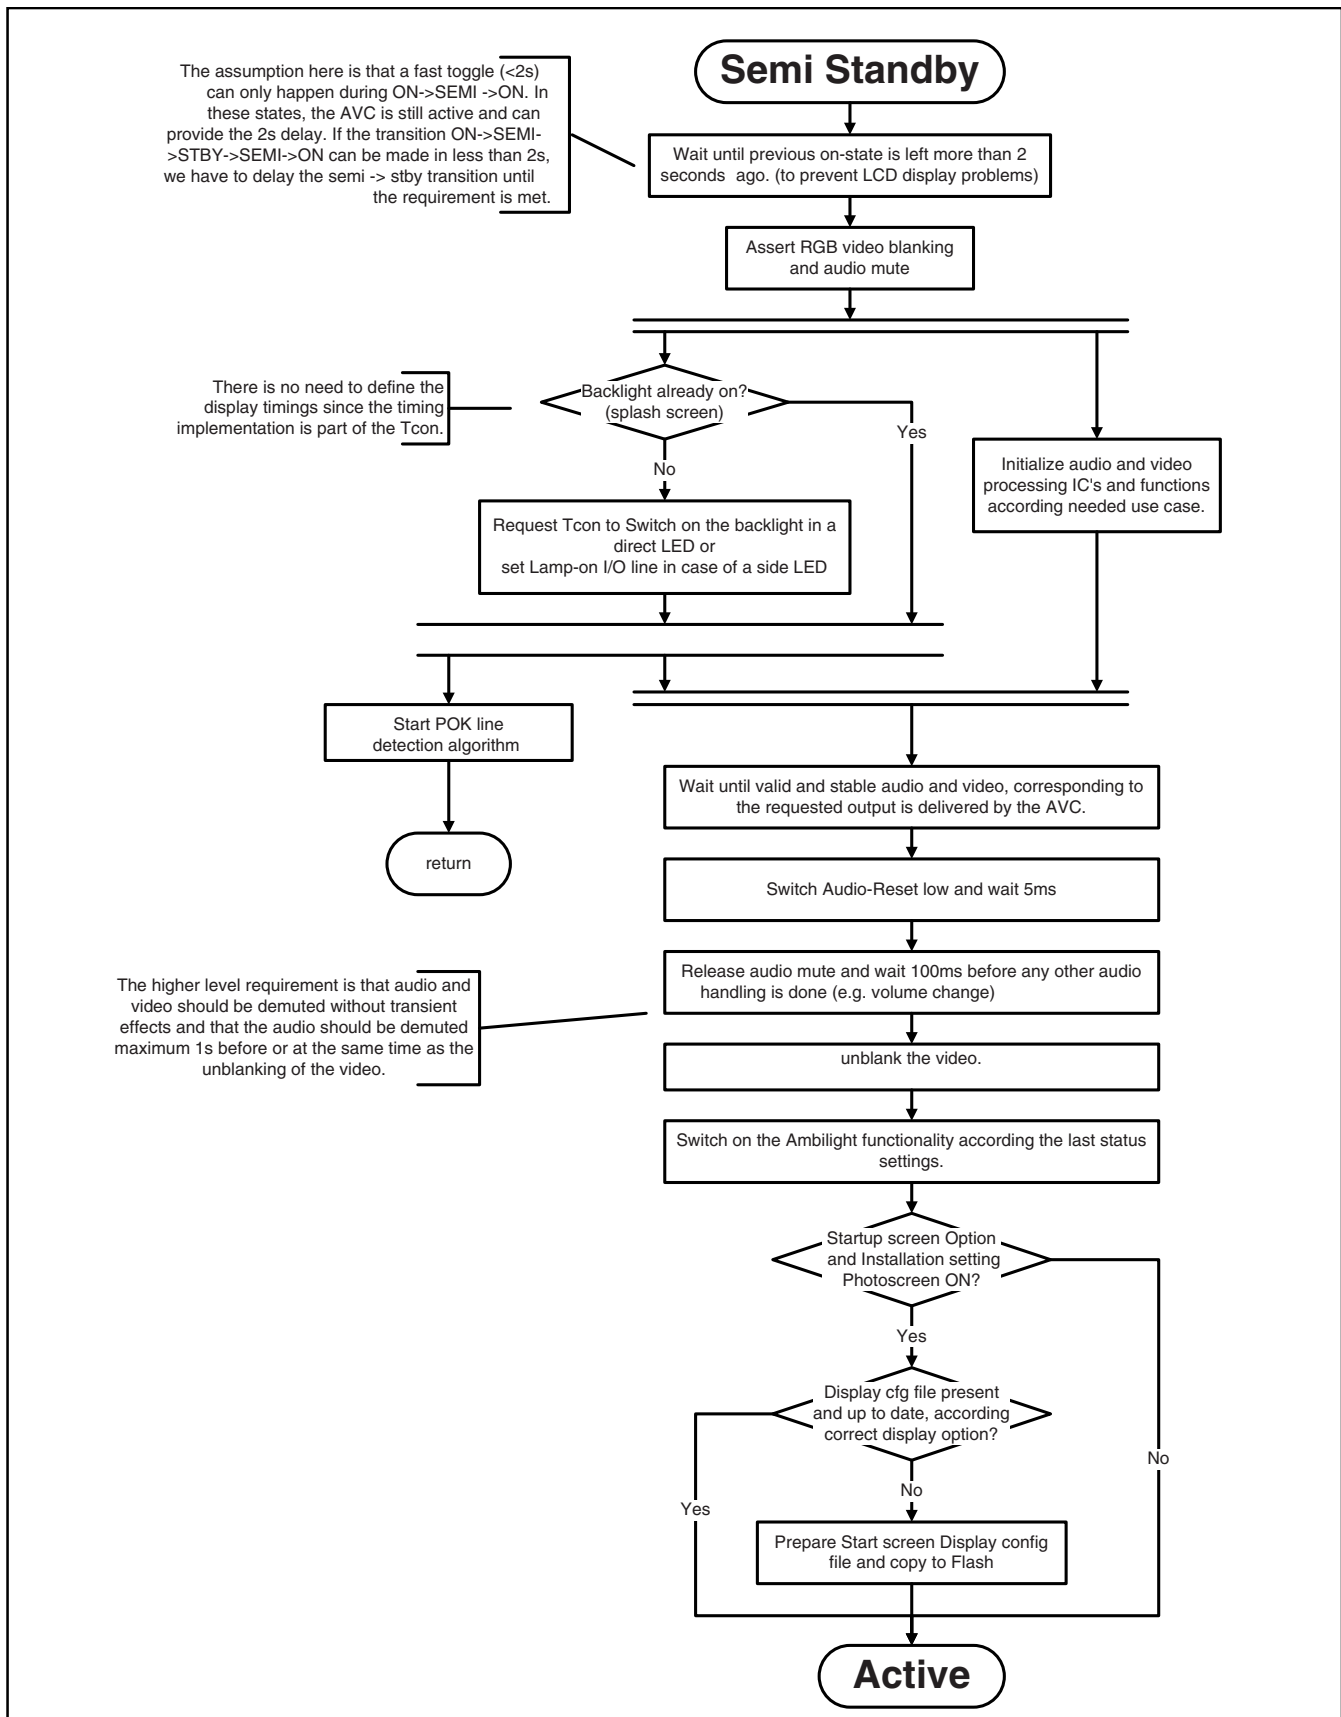 Semi Standby
The assumption here is that a fast toggle (<2s)
can only happen during ON->SEMI ->ON. In
these states, the AVC is still active and can
provide the 2s delay. If the transition ON->SEMI-
>STBY->SEMI->ON can be made in less than 2s,
we have to delay the semi -> stby transition until
the requirement is met.
Wait until previous on-state is left more than 2
seconds ago. (to prevent LCD display problems)
Assert RGB video blanking
and audio mute
There is no need to define the
display timings since the timing
implementation is part of the Tcon.
Backlight already on?
(splash screen)
Yes
No
Initialize audio and video
processing IC's and functions
according needed use case.
Request Tcon to Switch on the backlight in a
direct LED or
set Lamp-on I/O line in case of a side LED
Start POK line
detection algorithm
return
Wait until valid and stable audio and video, corresponding to
the requested output is delivered by the AVC.
Switch Audio-Reset low and wait 5ms
Release audio mute and wait 100ms before any other audio
handling is done (e.g. volume change)
The higher level requirement is that audio and
video should be demuted without transient
effects and that the audio should be demuted
maximum 1s before or at the same time as the
unblanking of the video.
unblank the video.
Switch on the Ambilight functionality according the last status
settings.
Startup screen Option
and Installation setting
Photoscreen ON?
Yes
Display cfg file present
and up to date, according
correct display option?
No
No
Yes
Prepare Start screen Display config
file and copy to Flash
Active